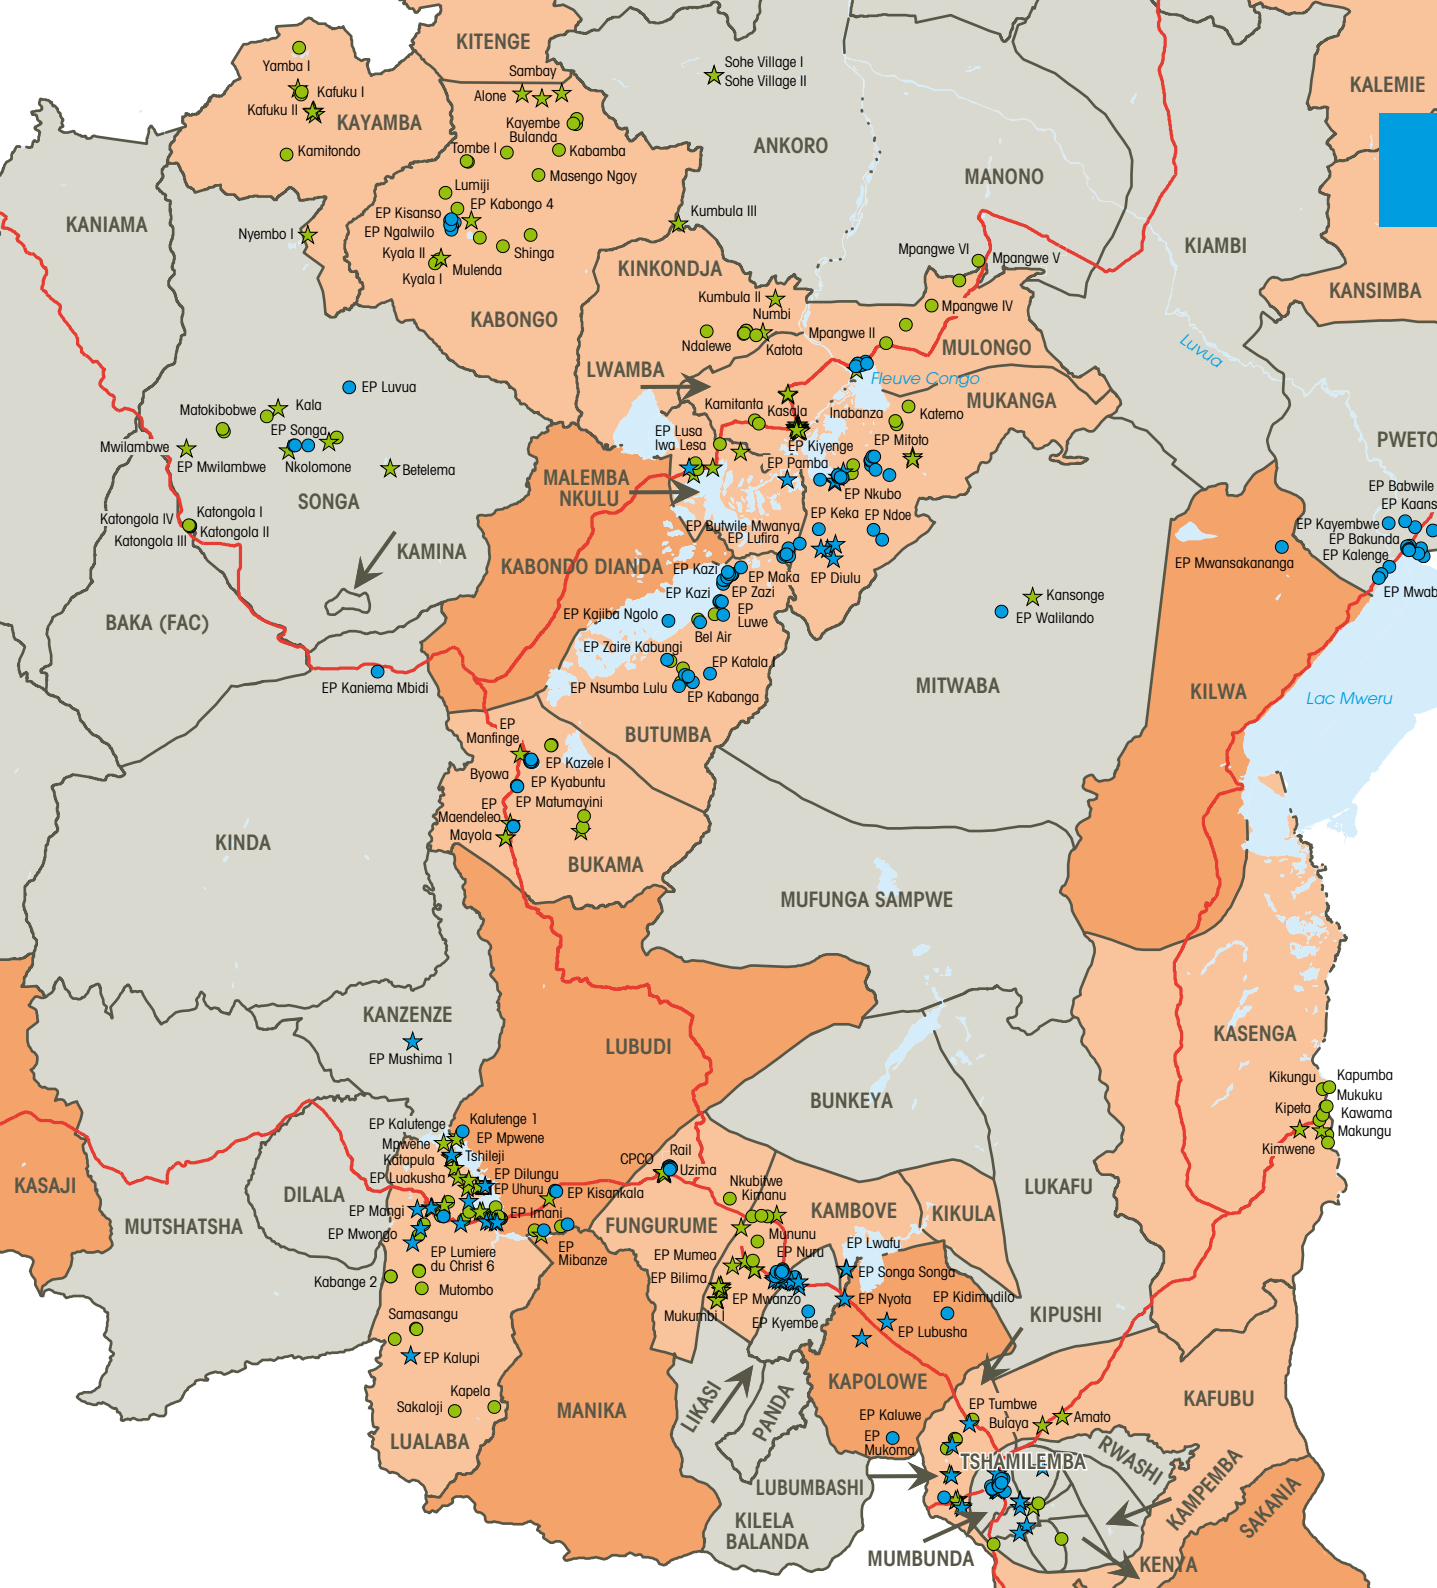 KITENGE
Yamba I
Sambay
Sohe Village I
Sohe Village II
KALEMIE
Kafuku I
Kafuku II
KAYAMBA
Alone
Kayembe
Bulanda
Kamitondo
Tombe I
Kabamba
ANKORO
Masengo Ngoy
MANONO
Lumiji
EP Kabongo 4
EP Kisanso
EP Ngalwilo
KANIAMA
Nyembo I
Kumbula III
Kyala II
Shinga
Mulenda
Kyala I
KIAMBI
Mpangwe VI
Mpangwe V
KINKONDJA
KANSIMBA
Kumbula II
Numbi
Mpangwe IV
KABONGO
Mpangwe II
Ndalewe
Katota
MULONGO
Luvua
LWAMBA
Fleuve Congo
EP Luvua
MUKANGA
Matokibobwe
Kala
Kamitanta
Kasala
Inabanza
Katemo
EP Songa
EP Lusa
Iwa Lesa
EP Kiyenge
EP Mitoto
PWETO
Mwilambwe
EP Mwilambwe
Nkolomone
Betelema
EP Pamba
MALEMBA
NKULU
EP Nkubo
SONGA
EP Babwile
EP Kaans
Katongola IV
Katongola I
Katongola II
Katongola III
EP Butwile Mwanya
EP Lufira
EP Keka
EP Ndoe
EP Kayembwe
EP Bakunda
EP Kalenge
KAMINA
KABONDO DIANDA
EP Kazi
EP Maka
EP Diulu
EP Mwansakananga
EP Kazi
EP Zazi
EP Mwab
Kansonge
EP Walilando
BAKA (FAC)
EP Kajiba Ngolo
EP
Luwe
Bel Air
EP Zaire Kabungi
EP Katala I
EP Kaniema Mbidi
EP Nsumba Lulu
EP Kabanga
MITWABA
KILWA
Lac Mweru
EP
Manfinge
BUTUMBA
EP Kazele I
Byowa
EP Kyabuntu
EP Matumayini
EP
Maendeleo
Mayola
KINDA
BUKAMA
MUFUNGA SAMPWE
KANZENZE
KASENGA
LUBUDI
EP Mushima 1
Kikungu
Kapumba
Mukuku
Kipeta
Kawama
Makungu
Kimwene
BUNKEYA
EP Kalutenge
Kalutenge 1
EP Mpwene
Mpwene
Katapula
Tshileji
EP Luakusha
EP Dilungu
EP Uhuru
CPCO
Rail
Uzima
KASAJI
DILALA
EP Kisankala
Nkubitwe
Kimanu
LUKAFU
EP Mangi
EP Imani
KAMBOVE
KIKULA
MUTSHATSHA
EP Mwongo
FUNGURUME
Mununu
EP Lumiere
du Christ 6
EP
Mibanze
EP Mumea
EP Nuru
EP Lwafu
EP Bilima
EP Songa Songa
Kabange 2
Mutombo
Mukumbi I
EP Mwanzo
EP Nyota
EP Kidimudilo
EP Kyembe
Samasangu
EP Lubusha
KIPUSHI
EP Kalupi
KAPOLOWE
KAFUBU
Kapela
Sakaloji
MANIKA
LIKASI
PANDA
EP Kaluwe
EP
Mukoma
EP Tumbwe
Bulaya
Amato
LUALABA
TSHAMILEMBA
RWASHI
LUBUMBASHI
KAMPEMBA
KILELA
BALANDA
SAKANIA
MUMBUNDA
KENYA